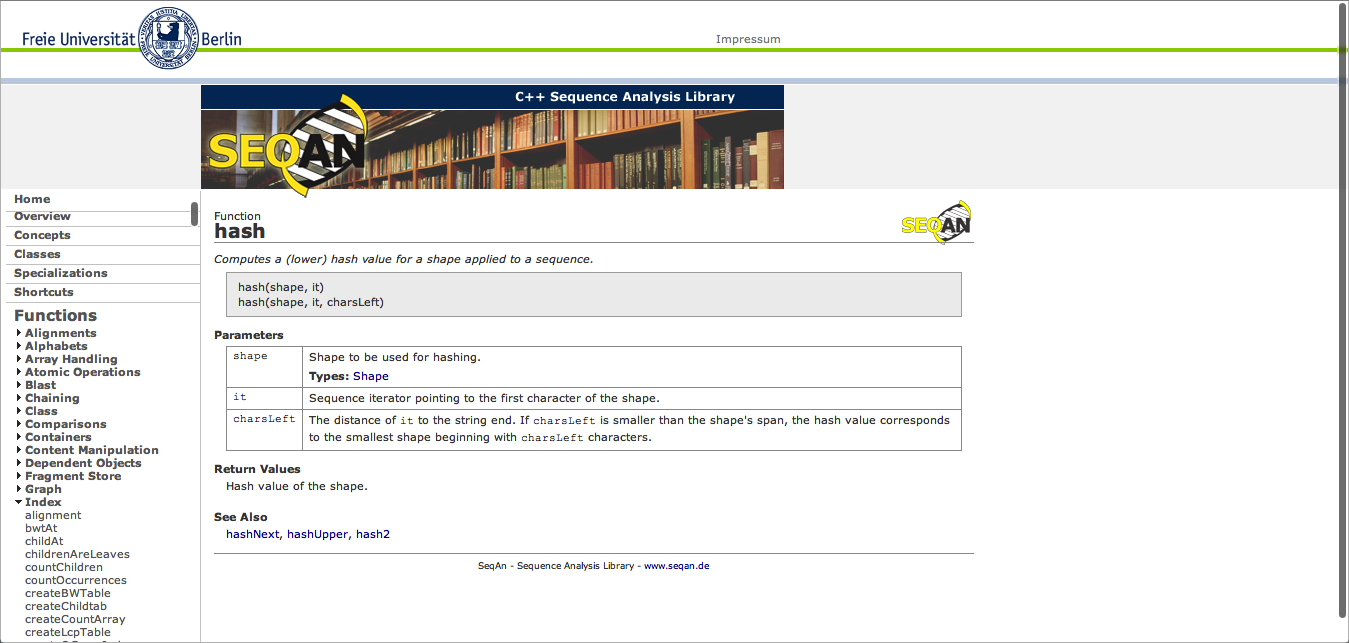 Freie Universität Berlin
Impressum
C++ Sequence Analysis Library
SEQAN
Home
Overview
Concepts
Classes
Specializations
Shortcuts
Functions
Alignments
Alphabets
Array Handling
Atomic Operations
Blast
Chaining
Class
Comparisons
Containers
Content Manipulation
Dependent Objects
Fragment Store
Graph
Index
alignment
bwtAt
childAt
childrenAreLeaves
countChildren
countOccurrences
createBWTable
createChildtab
createCountArray
createLcpTable
Function
hash
SEQAN
Computes a (lower) hash value for a shape applied to a sequence.
hash(shape, it)
hash(shape, it, charsLeft)
Parameters
shape Shape to be used for hashing.
Types: Shape
it Sequence iterator pointing to the first character of the shape.
charsLeft The distance of it to the string end. If charsLeft is smaller than the shape's span, the hash value corresponds
to the smallest shape beginning with charsLeft characters.
Return Values
Hash value of the shape.
See Also
hashNext, hashUpper, hash2
SeqAn - Sequence Analysis Library - www.seqan.de